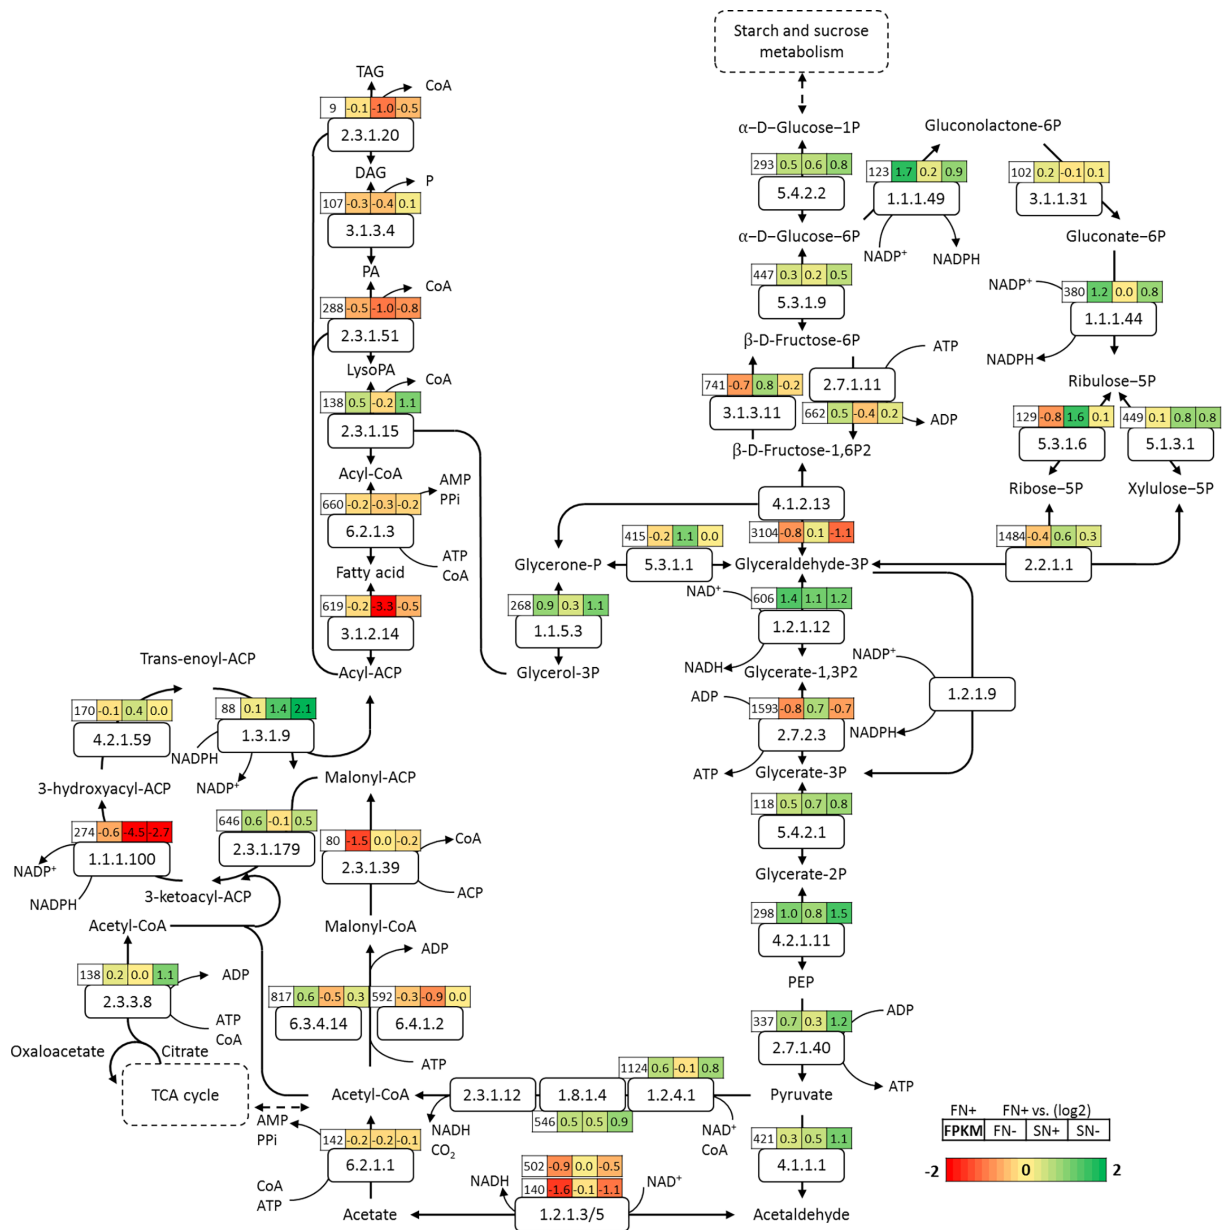 Starch and sucrose
metabolism
TAG
CoA
9 -0.1 -1.0 -0.5
2.3.1.20
DAG
P
107 -0.3 -0.4 0.1
3.1.3.4
PA
CoA
288 -0.5 -1.0 -0.8
2.3.1.51
LysoPA
CoA
138 0.5 -0.2 1.1
2.3.1.15
Acyl-CoA
AMP
PPi
660 -0.2 -0.3 -0.2
6.2.1.3
ATP
CoA
Fatty acid
619 -0.2 -3.3 -0.5
3.1.2.14
Acyl-ACP
Trans-enoyl-ACP
170 -0.1 0.4 0.0
4.2.1.59
88 0.1 1.4 2.1
1.3.1.9
NADPH
NADP+
3-hydroxyacyl-ACP
274 -0.6 -4.5 -2.7
1.1.1.100
NADP+
NADPH
3-ketoacyl-ACP
646 0.6 -0.1 0.5
2.3.1.179
Malonyl-ACP
80 -1.5 0.0 -0.2
2.3.1.39
CoA
ACP
Malonyl-CoA
ADP
817 0.6 -0.5 0.3
6.3.4.14
592 -0.3 -0.9 0.0
6.4.1.2
ATP
Acetyl-CoA
138 0.2 0.0 1.1
2.3.3.8
ADP
ATP
CoA
Oxaloacetate
Citrate
TCA cycle
Acetyl-CoA
AMP
PPi
142 -0.2 -0.2 -0.1
6.2.1.1
CoA
ATP
Acetate
α–D–Glucose–1P
293 0.5 0.6 0.8
5.4.2.2
α–D–Glucose–6P
Gluconolactone-6P
123 1.7 0.2 0.9
1.1.1.49
NADP+
NADPH
102 0.2 -0.1 0.1
3.1.1.31
Gluconate–6P
NADP+
380 1.2 0.0 0.8
1.1.1.44
NADPH
Ribulose–5P
129 -0.8 1.6 0.1
5.3.1.6
449 0.1 0.8 0.8
5.1.3.1
Ribose–5P
Xylulose–5P
1484 -0.4 0.6 0.3
2.2.1.1
447 0.3 0.2 0.5
5.3.1.9
β-D-Fructose-6P
741 -0.7 0.8 -0.2
3.1.3.11
ATP
2.7.1.11
662 0.5 -0.4 0.2
ADP
β-D-Fructose-1,6P2
4.1.2.13
3104 -0.8 0.1 -1.1
Glycerone-P
415 -0.2 1.1 0.0
5.3.1.1
Glyceraldehyde-3P
268 0.9 0.3 1.1
1.1.5.3
Glycerol-3P
NAD+
606 1.4 1.1 1.2
1.2.1.12
NADH
Glycerate-1,3P2
NADP+
1.2.1.9
NADPH
ADP
1593 -0.8 0.7 -0.7
2.7.2.3
ATP
Glycerate-3P
118 0.5 0.7 0.8
5.4.2.1
Glycerate-2P
298 1.0 0.8 1.5
4.2.1.11
PEP
337 0.7 0.3 1.2
2.7.1.40
ADP
ATP
Pyruvate
1124 0.6 -0.1 0.8
2.3.1.12
1.8.1.4
1.2.4.1
546 0.5 0.5 0.9
NADH
CO2
NAD+
CoA
421 0.3 0.5 1.1
4.1.1.1
Acetaldehyde
502 -0.9 0.0 -0.5
140 -1.6 -0.1 -1.1
NADH
NAD+
1.2.1.3/5
FN+ FN+ vs. (log2)
FPKM FN- SN+ SN-
-2 0 2